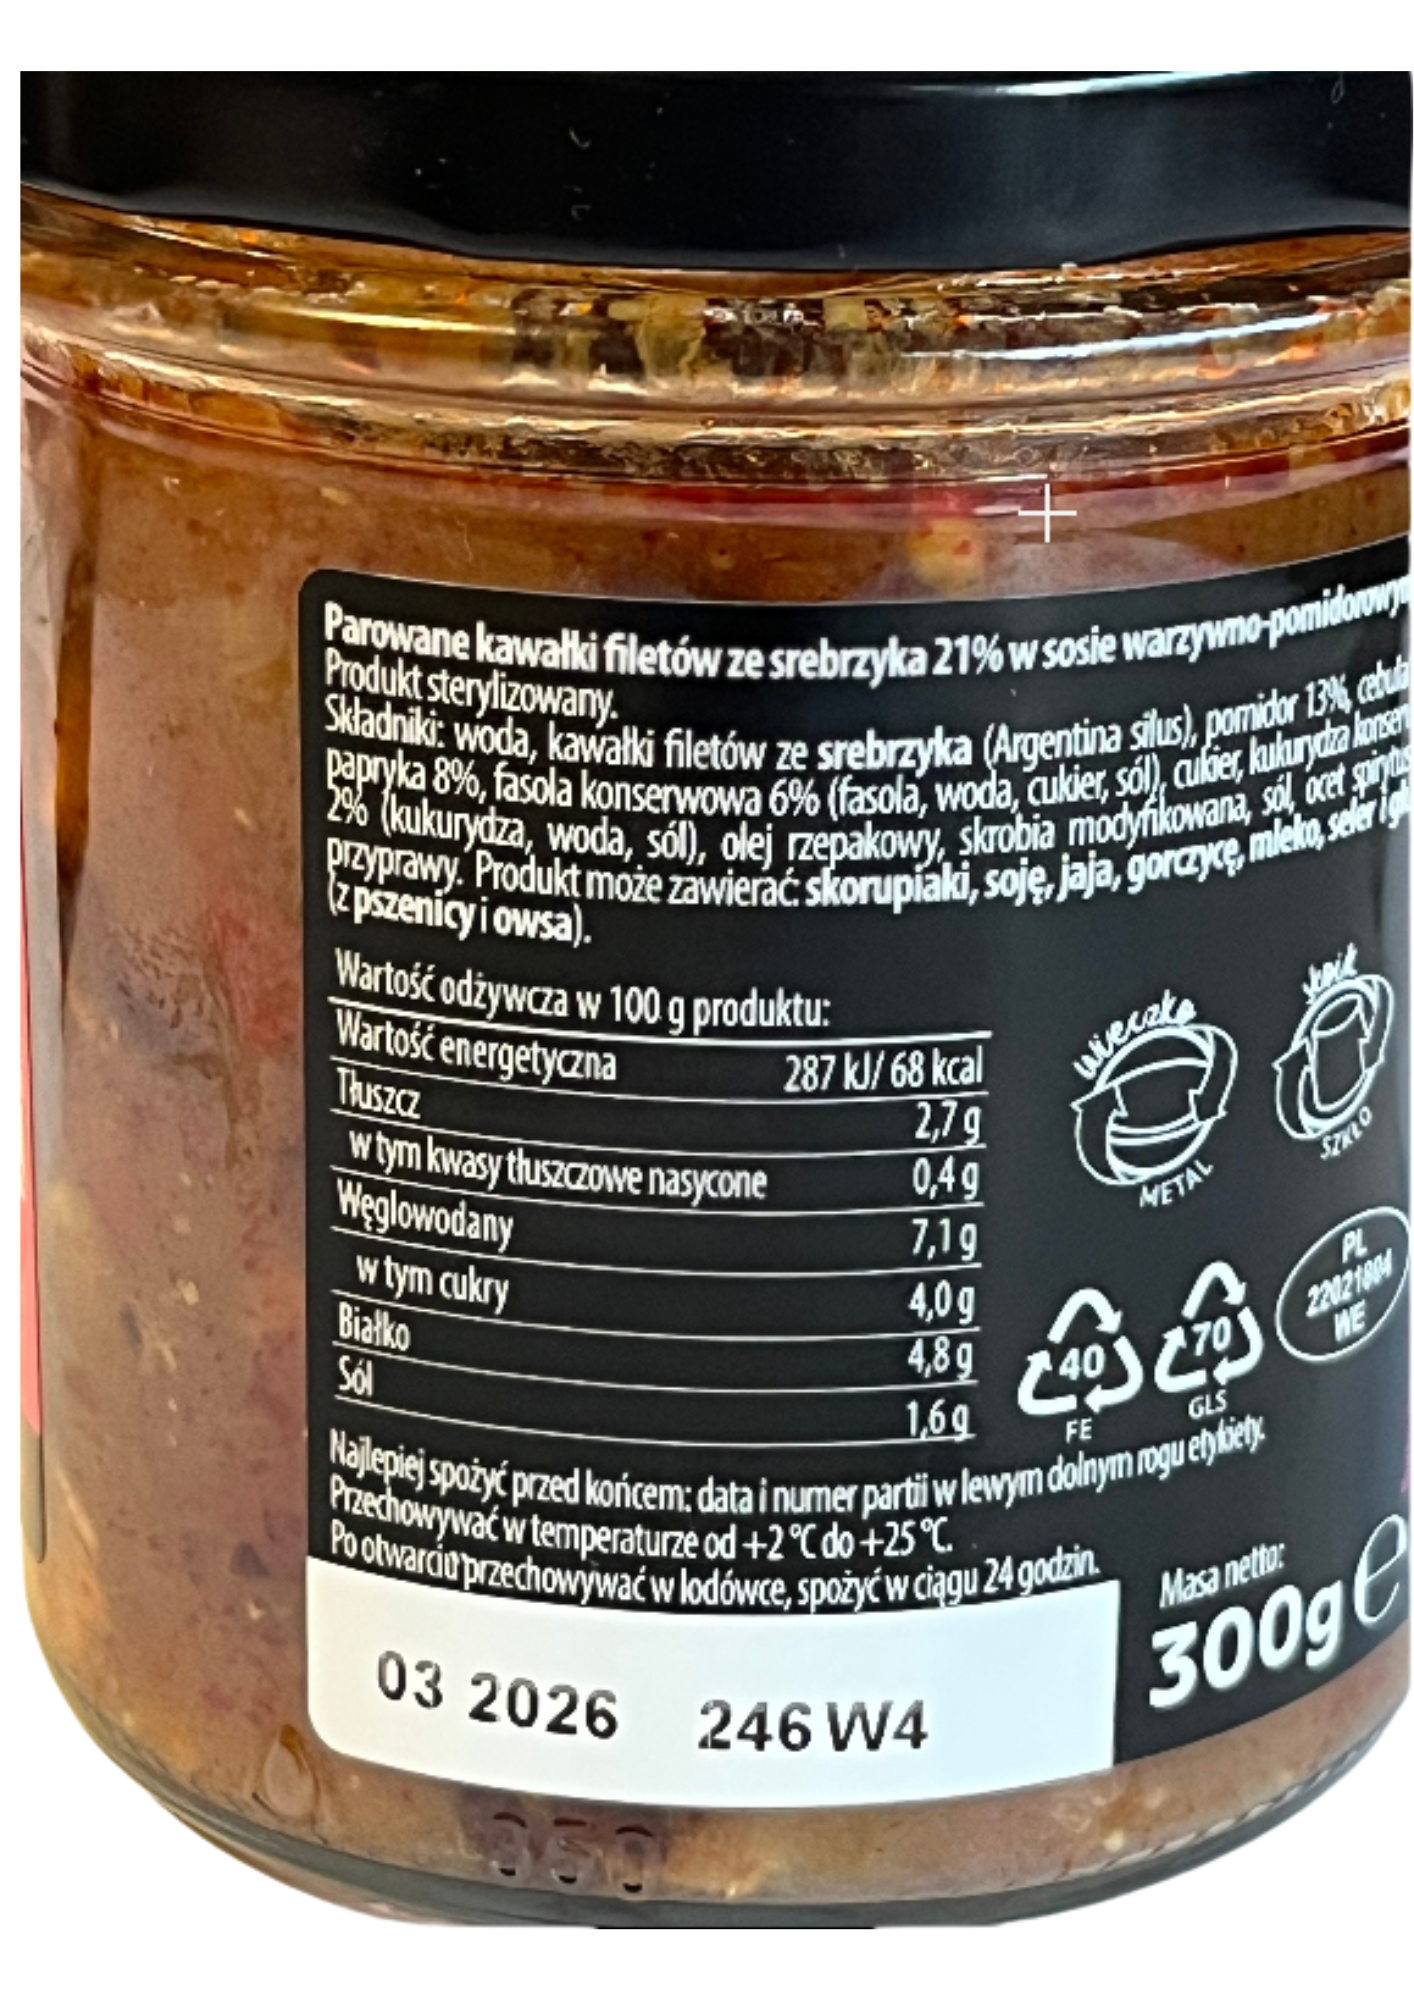 Parowane kawałki filetów ze srebrzyka 21% w sosie warzywno-pomidorowym
Produkt sterylizowany.
Składniki: woda, kawałki filetów ze srebrzyka (Argentina silus), pomidor 13%, cebula
papryka 8%, fasola konserwowa 6% (fasola, woda, cukier, sól), cukier, kukurydza
2% (kukurydza, woda, sól), olej rzepakowy, skrobia modyfikowana, sól, ocet
przyprawy. Produkt może zawierać: skorupiaki, soję, jaja, gorczycę, mleko, seler i
(z pszenicy i owsa).
Wartość odżywcza w 100 g produktu:
Wartość energetyczna 287 kJ/ 68 kcal
Tłuszcz 2,7 g
w tym kwasy tłuszczowe nasycone 0,4 g
Węglowodany 7,1 g
w tym cukry 4,0 g
Białko 4,8 g
Sól 1,6 g
Wieczko
METAL
Słoik
SZKŁO
40
FE
70
GLS
PL
22021804
WE
Najlepiej spożyć przed końcem: data i numer partii w lewym dolnym rogu etykiety.
Przechowywać w temperaturze od +2 °C do +25 °C.
Po otwarciu przechowywać w lodówce, spożyć w ciągu 24 godzin.
Masa netto:
300g e
03 2026 246 W4